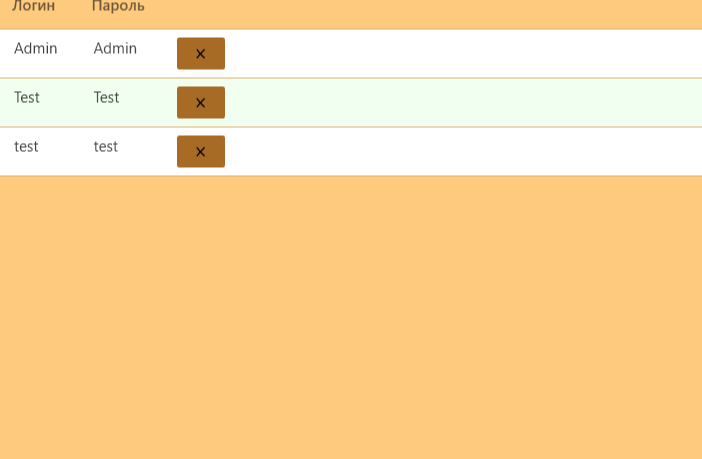 Логин Пароль
Admin Admin ✕
Test Test ✕
test test ✕